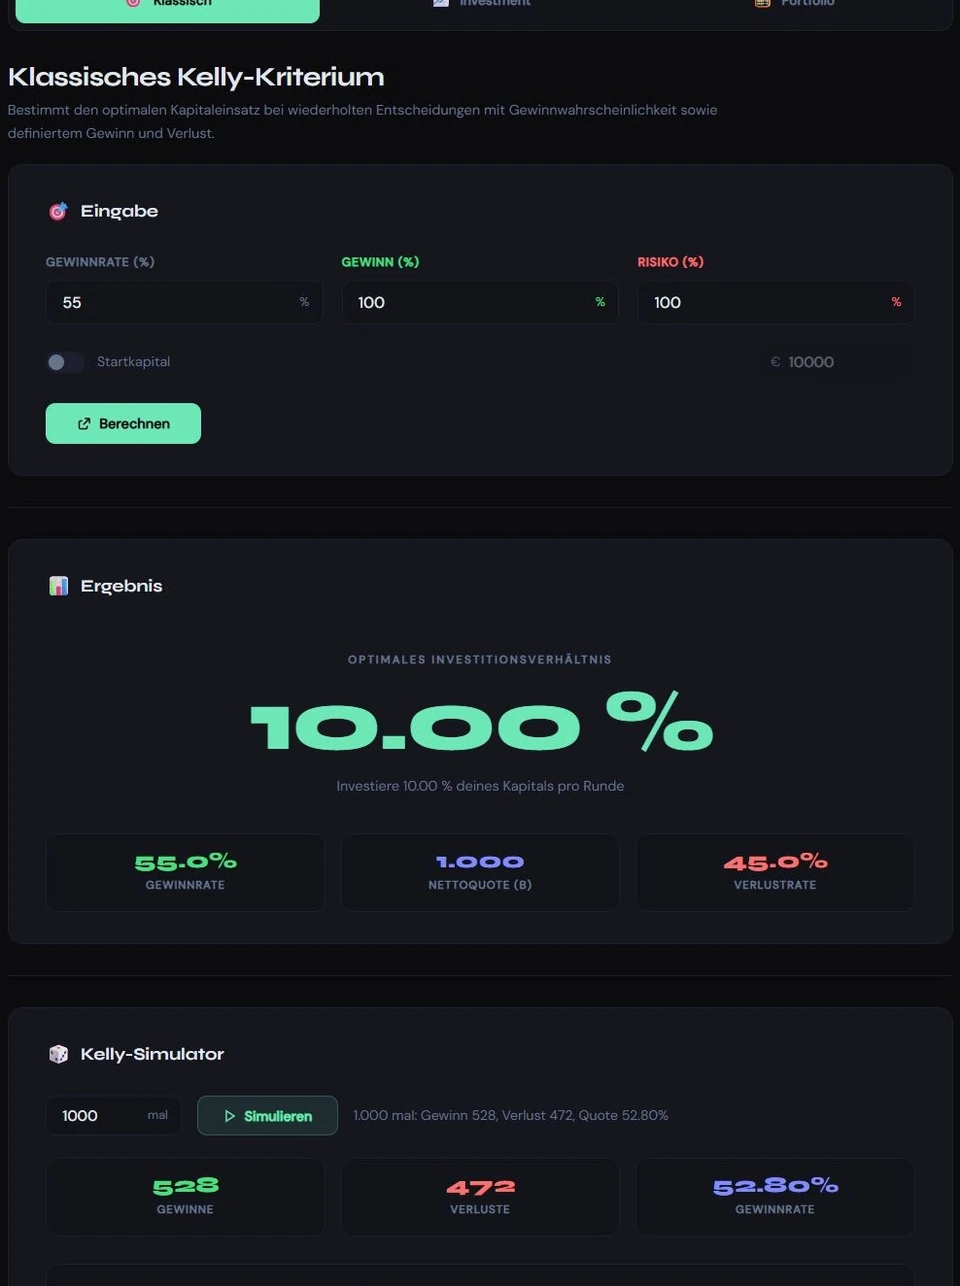 Klassisch
Investment
Portfolio
Klassisches Kelly-Kriterium
Bestimmt den optimalen Kapitaleinsatz bei wiederholten Entscheidungen mit Gewinnwahrscheinlichkeit sowie
definiertem Gewinn und Verlust.
Eingabe
GEWINNRATE (%)
GEWINN (%)
RISIKO (%)
55 %
100 %
100 %
Startkapital
€ 10000
Berechnen
Ergebnis
OPTIMALES INVESTITIONSVERHÄLTNIS
10.00 %
Investiere 10.00 % deines Kapitals pro Runde
55.0%
GEWINNRATE
1.000
NETTOQUOTE (B)
45.0%
VERLUSTRATE
Kelly-Simulator
1000 mal
Simulieren
1.000 mal: Gewinn 528, Verlust 472, Quote 52.80%
528
GEWINNE
472
VERLUSTE
52.80%
GEWINNRATE